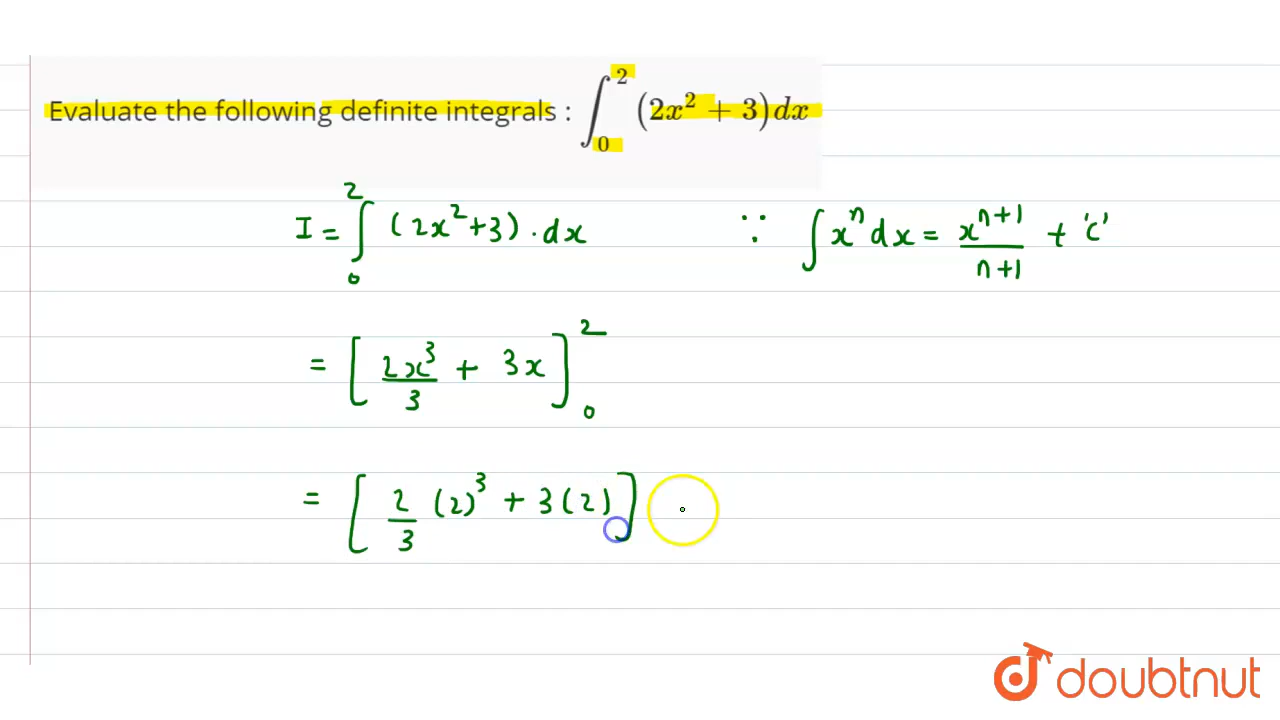 Evaluate the following definite integrals : ∫₀² (2x² + 3)dx
I = ∫₀² (2x²+3) . dx ∵ ∫ xⁿ dx = xⁿ⁺¹/n+1 + 'c'
= [2x³/3 + 3x]₀²
= [2/3 (2)³ + 3(2)]
doubtnut